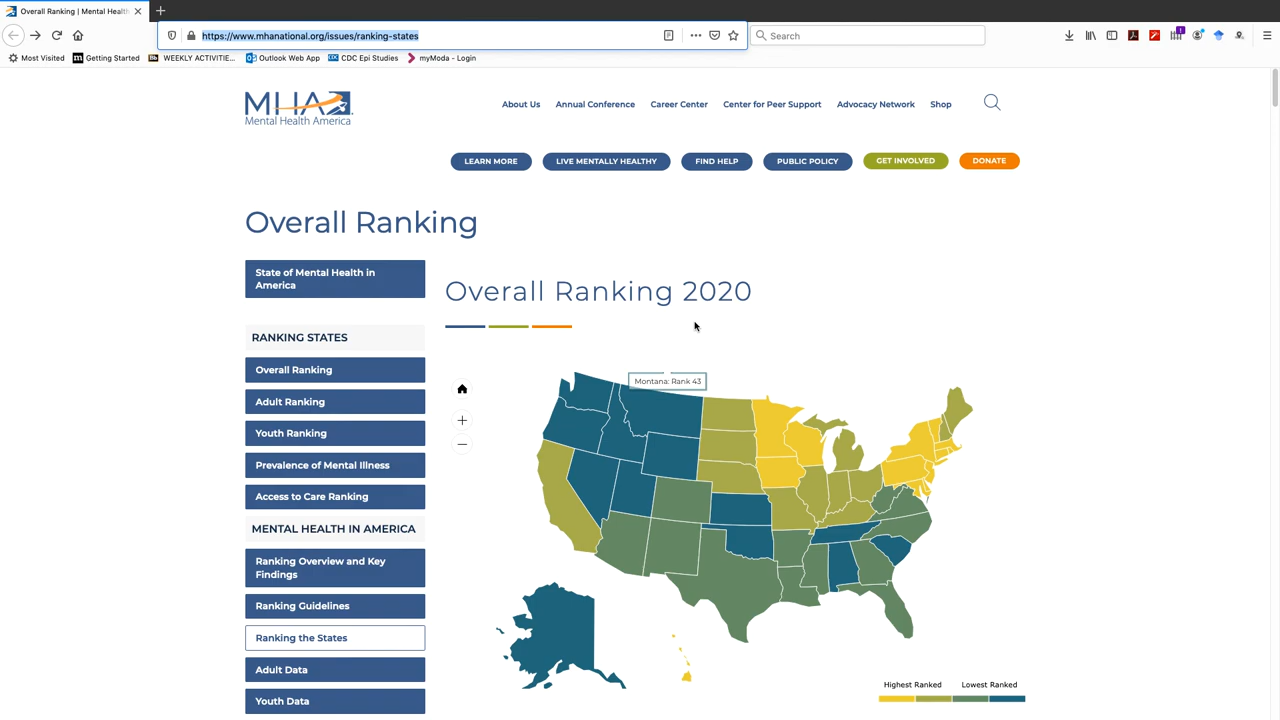 Overall Ranking | Mental Health
https://www.mhanational.org/issues/ranking-states
Search
Most Visited
Getting Started
WEEKLY ACTIVITIE...
Outlook Web App
CDC Epi Studies
myModa - Login
MHA
Mental Health America
About Us
Annual Conference
Career Center
Center for Peer Support
Advocacy Network
Shop
LEARN MORE
LIVE MENTALLY HEALTHY
FIND HELP
PUBLIC POLICY
GET INVOLVED
DONATE
Overall Ranking
State of Mental Health in
America
RANKING STATES
Overall Ranking
Adult Ranking
Youth Ranking
Prevalence of Mental Illness
Access to Care Ranking
MENTAL HEALTH IN AMERICA
Ranking Overview and Key
Findings
Ranking Guidelines
Ranking the States
Adult Data
Youth Data
Overall Ranking 2020
Montana: Rank 43
Highest Ranked
Lowest Ranked